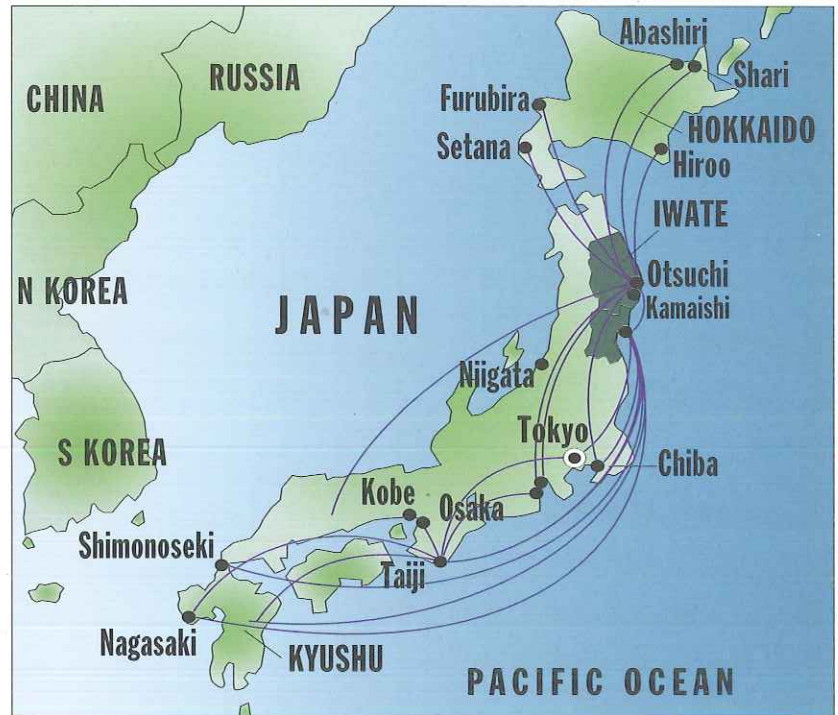 Abashiri
RUSSIA
Shari
CHINA
Furubira
HOKKAIDO
Setana
Hiroo
IWATE
Otsuchi
N KOREA
Kamaishi
JAPAN
Niigata
Tokyo
S KOREA
Chiba
Kobe
Osaka
Shimonoseki
Taiji
Nagasaki
KYUSHU
PACIFIC OCEAN